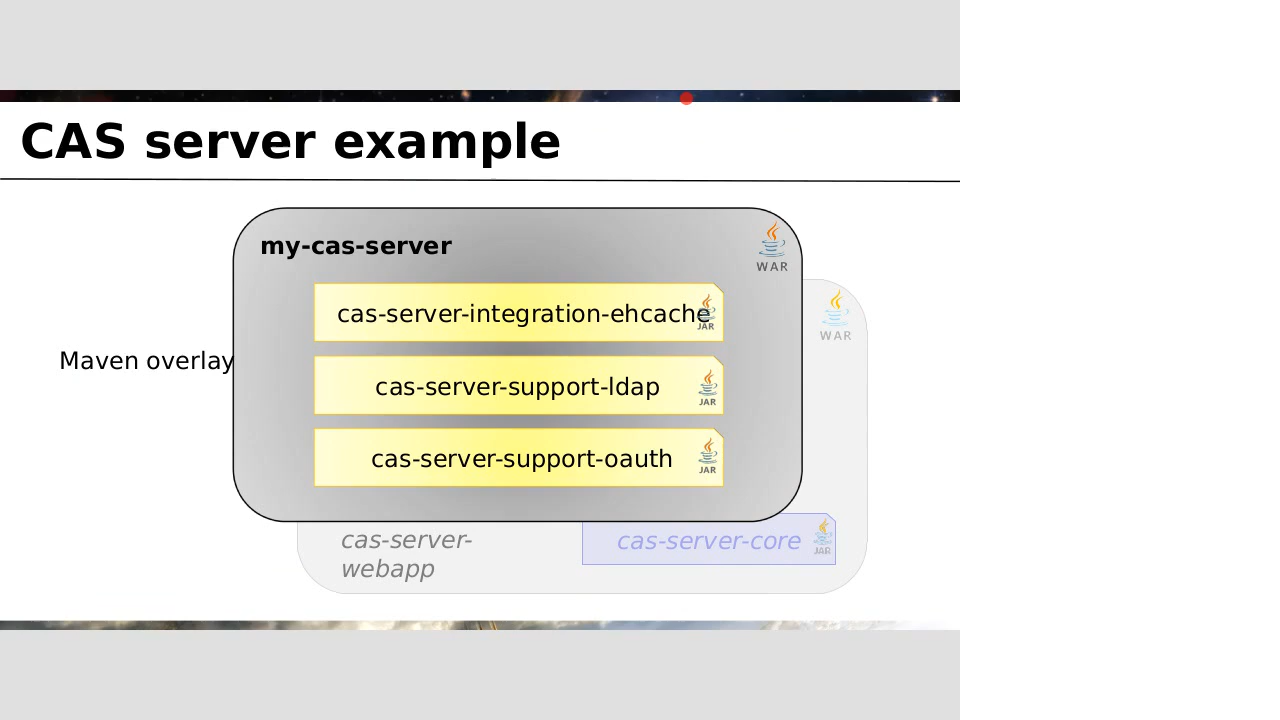 CAS server example
my-cas-server
WAR
cas-server-integration-ehcache
JAR
WAR
Maven overlay
cas-server-support-ldap
JAR
cas-server-support-oauth
JAR
cas-server-
webapp
cas-server-core
JAR